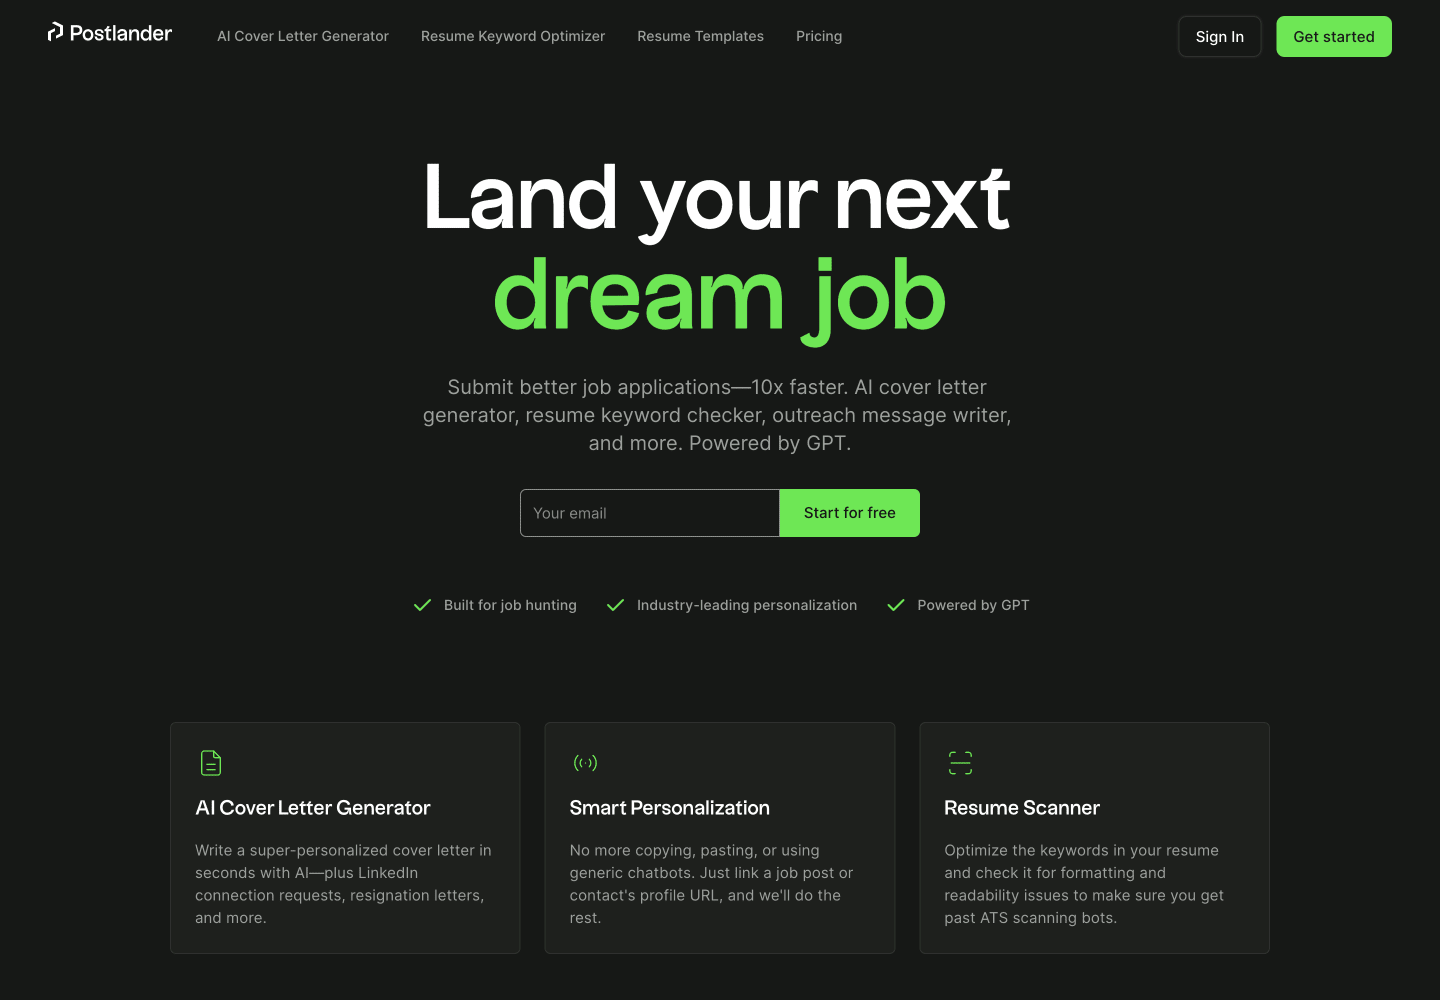 Postlander
AI Cover Letter Generator
Resume Keyword Optimizer
Resume Templates
Pricing
Sign In
Get started
Land your next
dream job
Submit better job applications—10x faster. AI cover letter
generator, resume keyword checker, outreach message writer,
and more. Powered by GPT.
Your email
Start for free
Built for job hunting
Industry-leading personalization
Powered by GPT
AI Cover Letter Generator
Write a super-personalized cover letter in
seconds with AI—plus LinkedIn
connection requests, resignation letters,
and more.
Smart Personalization
No more copying, pasting, or using
generic chatbots. Just link a job post or
contact's profile URL, and we'll do the
rest.
Resume Scanner
Optimize the keywords in your resume
and check it for formatting and
readability issues to make sure you get
past ATS scanning bots.